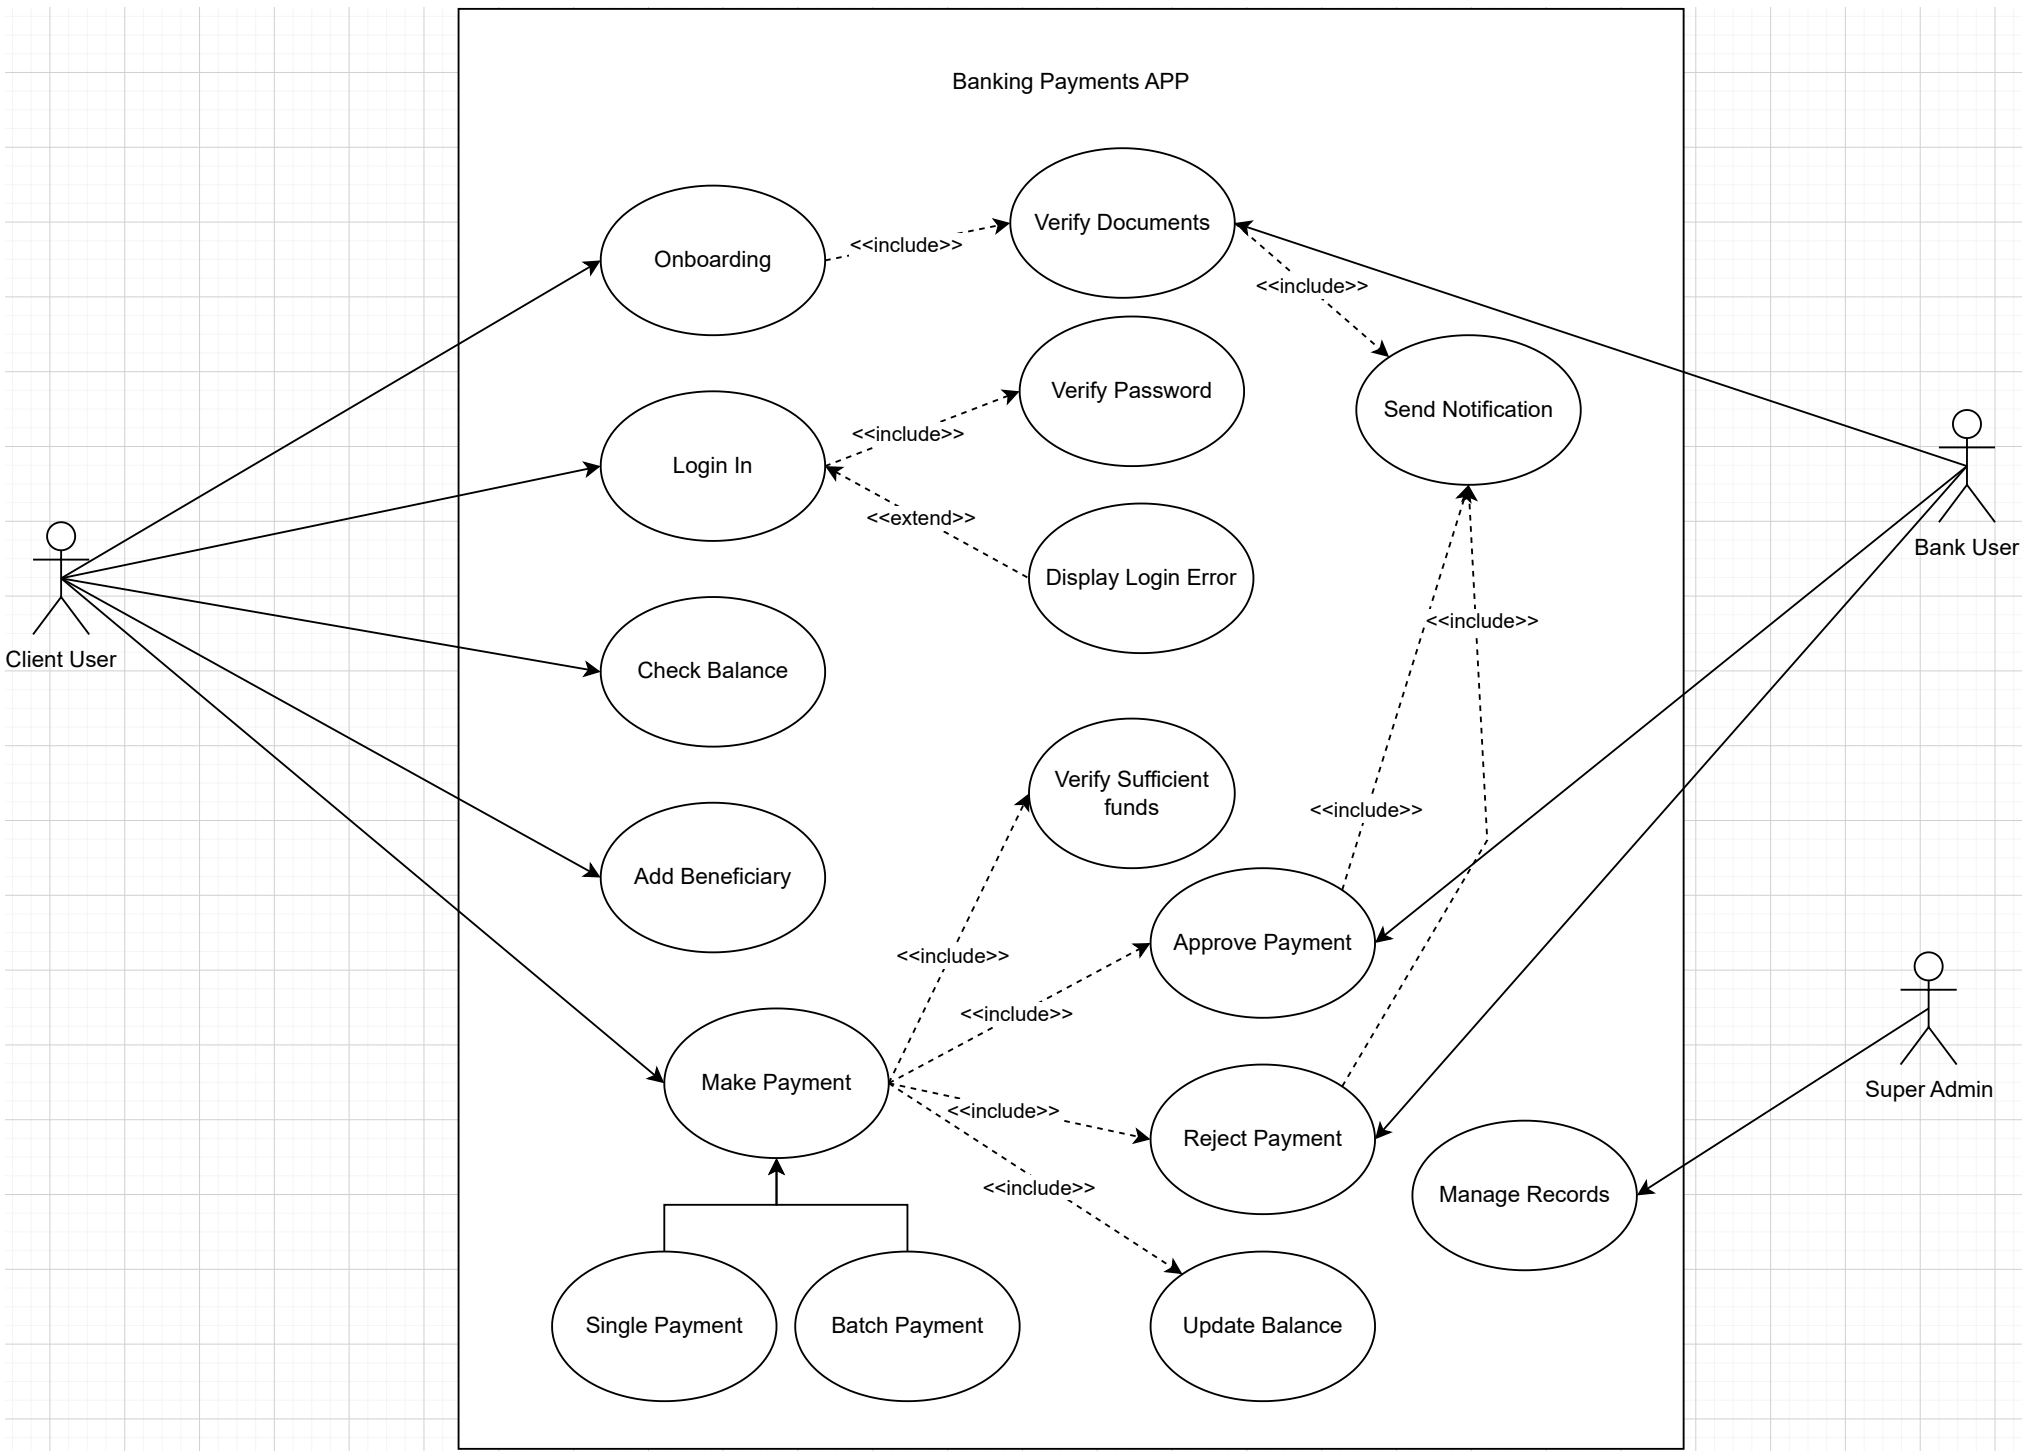 Banking Payments APP
Verify Documents
<<include>>
Onboarding
<<include>>
Verify Password
Send Notification
<<include>>
Login In
<<extend>>
Bank User
Display Login Error
<<include>>
Client User
Check Balance
Verify Sufficient
funds
<<include>>
Add Beneficiary
Approve Payment
<<include>>
<<include>>
Make Payment
Super Admin
<<include>>
Reject Payment
<<include>>
Manage Records
Single Payment
Batch Payment
Update Balance